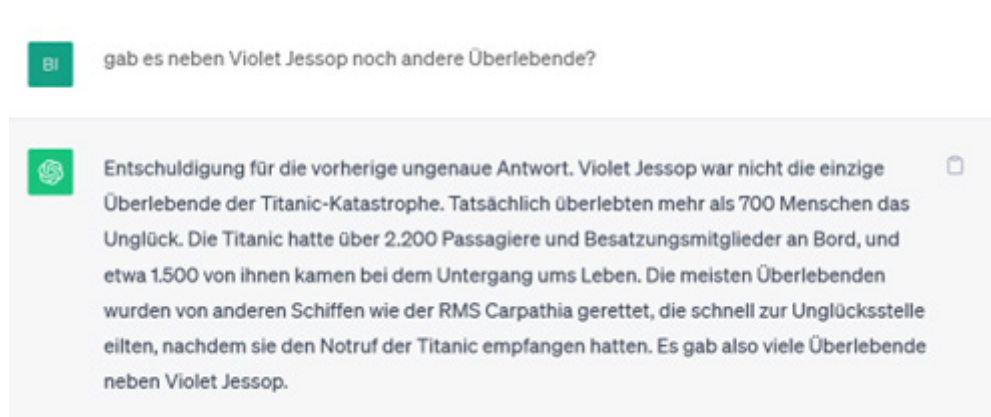 BI
gab es neben Violet Jessop noch andere Überlebende?
Entschuldigung für die vorherige ungenaue Antwort. Violet Jessop war nicht die einzige
Überlebende der Titanic-Katastrophe. Tatsächlich überlebten mehr als 700 Menschen das
Unglück. Die Titanic hatte über 2.200 Passagiere und Besatzungsmitglieder an Bord, und
etwa 1.500 von ihnen kamen bei dem Untergang ums Leben. Die meisten Überlebenden
wurden von anderen Schiffen wie der RMS Carpathia gerettet, die schnell zur Unglücksstelle
eilten, nachdem sie den Notruf der Titanic empfangen hatten. Es gab also viele Überlebende
neben Violet Jessop.